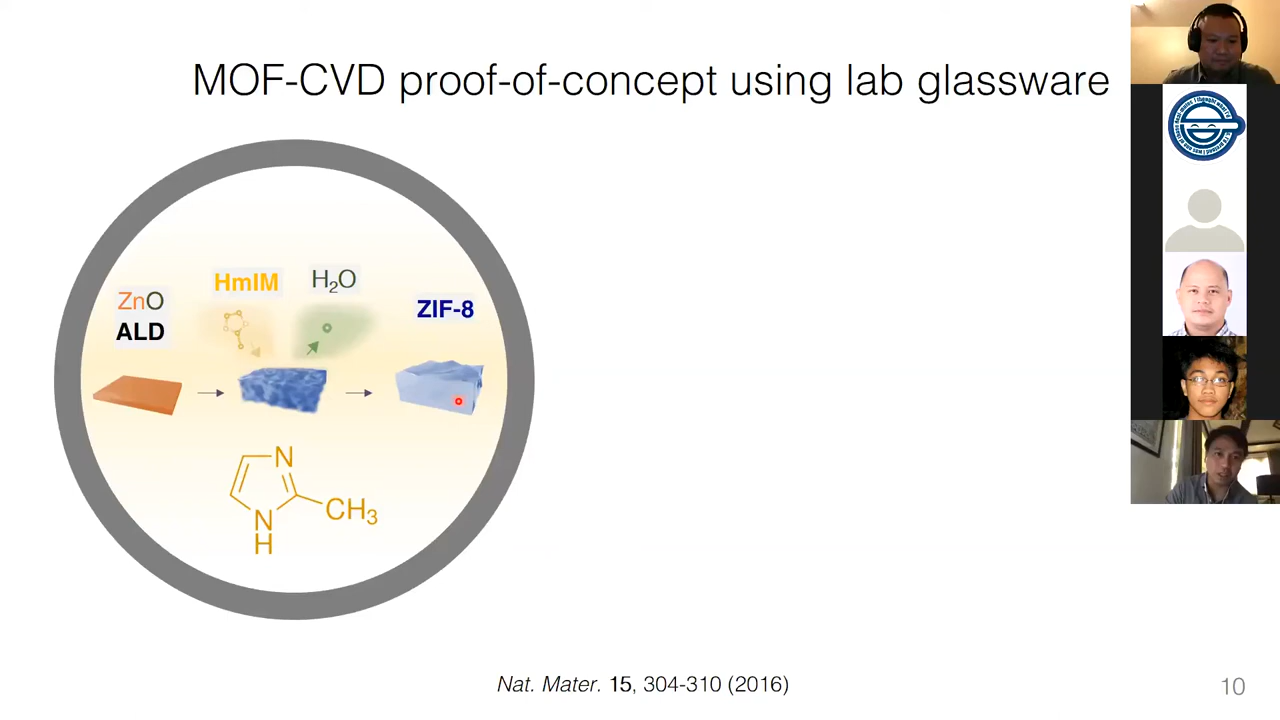 MOF-CVD proof-of-concept using lab glassware
ZnO
ALD
HmIM
H₂O
ZIF-8
N
N
H
CH₃
Nat. Mater. 15, 304-310 (2016)
10